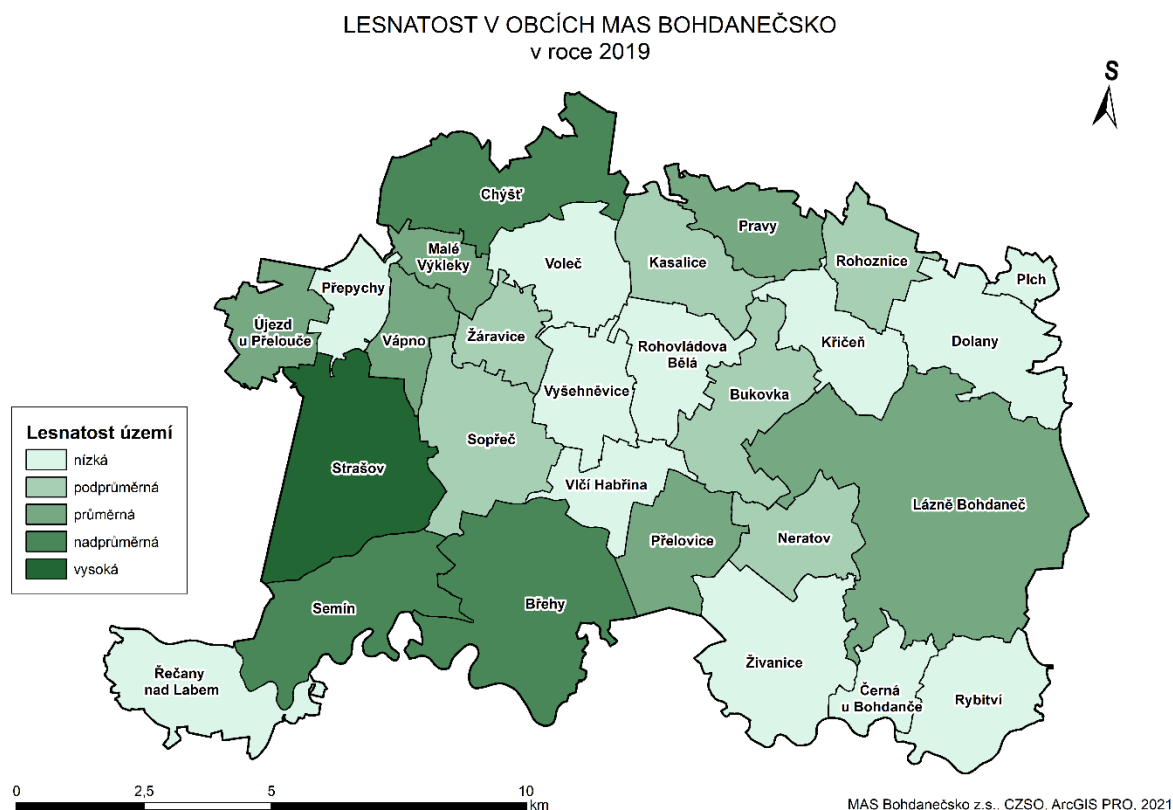 LESNATOST V OBCÍCH MAS BOHDANEČSKO
v roce 2019
S
Chýšť
Pravy
Malé
Výkleky
Voleč
Kasalice
Rohoznice
Plch
Přepychy
Újezd
u Přelouče
Vápno
Žáravice
Rohovládova
Bělá
Křičeň
Dolany
Vyšehněvice
Bukovka
Lesnatost území
nízká
podprůměrná
průměrná
nadprůměrná
vysoká
Strašov
Sopřeč
Vlčí Habřina
Lázně Bohdaneč
Přelovice
Neratov
Semín
Břehy
Řečany
nad Labem
Živanice
Černá
u Bohdanče
Rybitví
0 2,5 5 10
km
MAS Bohdanečsko z.s., CZSO, ArcGIS PRO, 2021